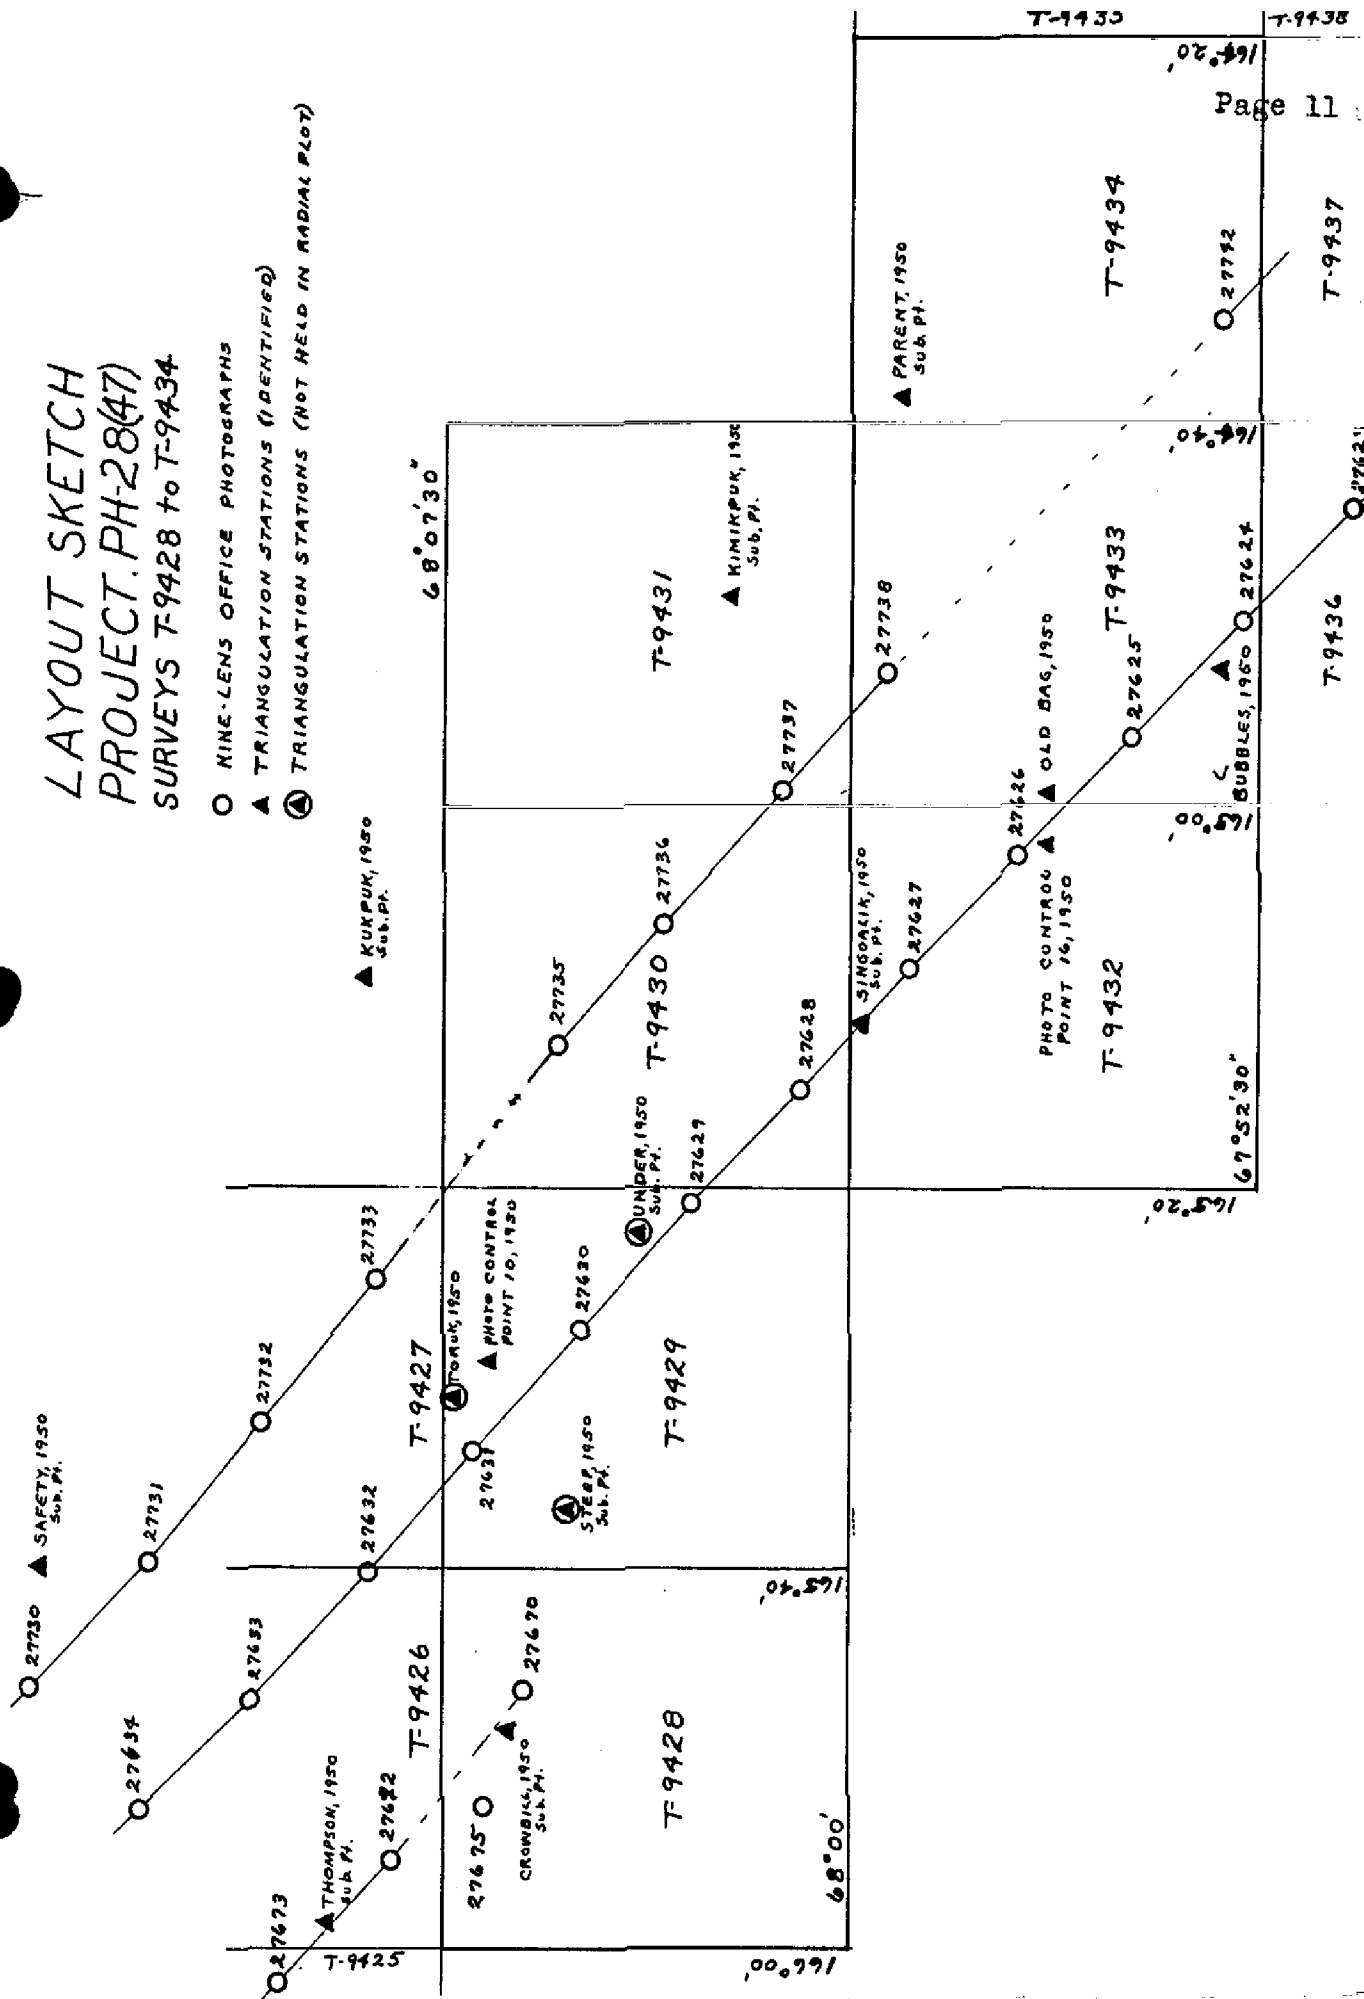 LAYOUT SKETCH
PROJECT.PH-28(47)
SURVEYS T-9428 to T-9434
NINE-LENS OFFICE PHOTOGRAPHS
TRIANGULATION STATIONS (IDENTIFIED)
TRIANGULATION STATIONS (NOT HELD IN RADIAL PLOT)
Page 11
T-9435
T-9438
164°20'
T-9434
T-9437
27742
PARENT, 1950
Sub. Pt.
68°07'30"
164°40'
KIMIKPUK, 1950
Sub. Pt.
T-9431
T-9433
27738
27737
27621
27624
27625
T-9436
BUBBLES, 1950
OLD BAG, 1950
27626
165°00'
KUKPUK, 1950
Sub. Pt.
27736
27735
T-9430
SINGOALIK, 1950
Sub. Pt.
27627
PHOTO CONTROL
POINT 16, 1950
T-9432
27628
67°52'30"
165°20'
UNDER, 1950
Sub. Pt.
27629
27733
PHOTO CONTROL
POINT 10, 1950
27630
TORUK, 1950
T-9427
T-9429
27732
SAFETY, 1950
Sub. Pt.
27731
27631
STEEP, 1950
Sub. Pt.
27632
165°40'
27730
27633
T-9426
27670
27634
CROWBILL, 1950
Sub. Pt.
T-9428
THOMPSON, 1950
Sub. Pt.
27672
27675
68°00'
27673
T-9425
166°00'